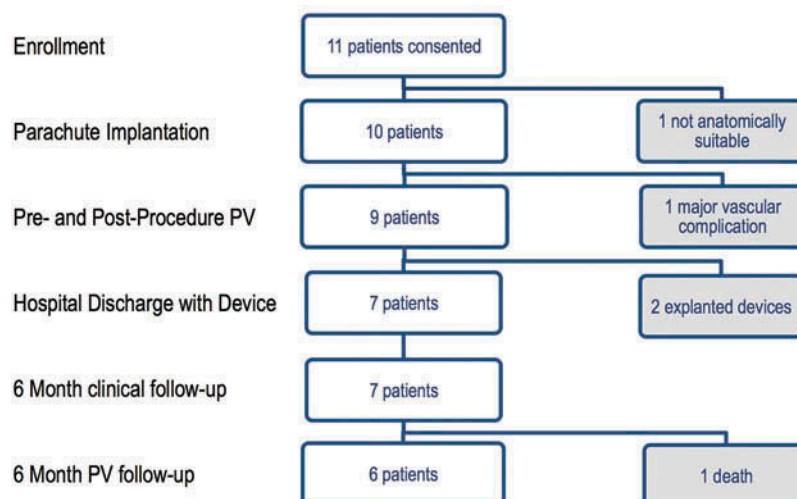 Enrollment
11 patients consented
Parachute Implantation
10 patients
1 not anatomically
suitable
Pre- and Post-Procedure PV
9 patients
1 major vascular
complication
Hospital Discharge with Device
7 patients
2 explanted devices
6 Month clinical follow-up
7 patients
6 Month PV follow-up
6 patients
1 death